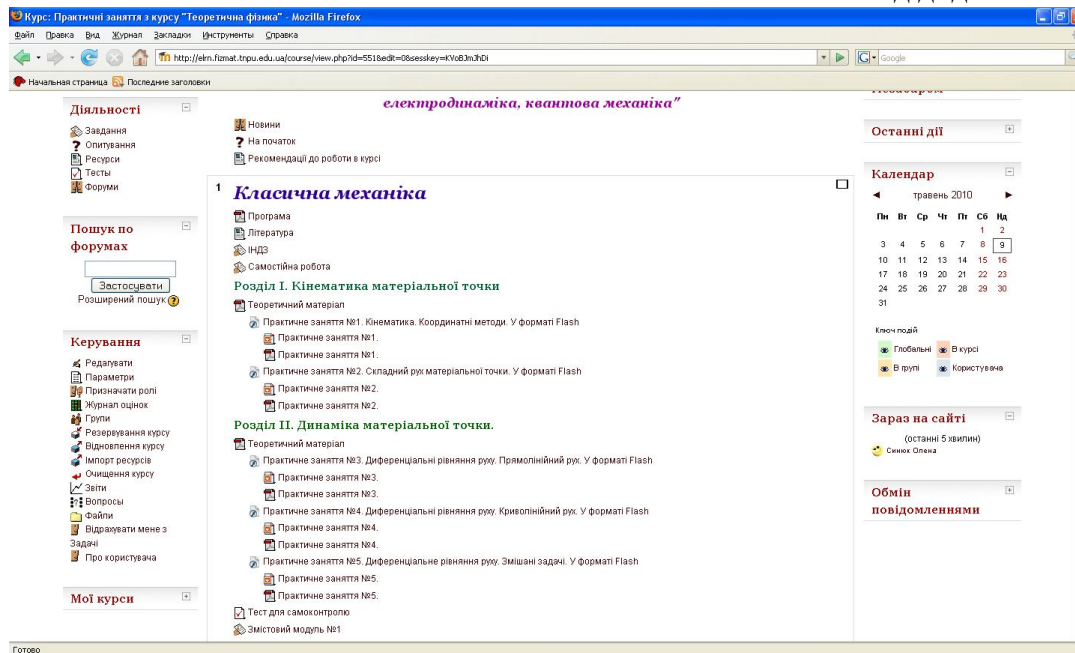 Курс: Практичні заняття з курсу "Теоретична фізика" - Mozilla Firefox
Файл Правка Вид Журнал Закладки Инструменты Справка
http://elrn.fizmat.tnpu.edu.ua/course/view.php?id=551&edit=0&sesskey=KVoBJmJhDi
Google
Начальная страница Последние заголовки
Діяльності
Завдання
Опитування
Ресурси
Тесты
Форуми
Пошук по
форумах
Застосувати
Розширений пошук ?
Керування
Редагувати
Параметри
Призначати ролі
Журнал оцінок
Групи
Резервування курсу
Відновлення курсу
Імпорт ресурсів
Очищення курсу
Звіти
Вопросы
Файли
Відрахувати мене з
Задачі
Про користувача
Мої курси
електродинаміка, квантова механіка"
Новини
На початок
Рекомендації до роботи в курсі
1 Класична механіка
Програма
Література
ІНДЗ
Самостійна робота
Розділ I. Кінематика матеріальної точки
Теоретичний матеріал
Практичне заняття №1. Кінематика. Координатні методи. У форматі Flash
Практичне заняття №1.
Практичне заняття №1.
Практичне заняття №2. Складний рух матеріальної точки. У форматі Flash
Практичне заняття №2.
Практичне заняття №2.
Розділ II. Динаміка матеріальної точки.
Теоретичний матеріал
Практичне заняття №3. Диференціальні рівняння руху. Прямолінійний рух. У форматі Flash
Практичне заняття №3.
Практичне заняття №3.
Практичне заняття №4. Диференціальні рівняння руху. Криволінійний рух. У форматі Flash
Практичне заняття №4.
Практичне заняття №4.
Практичне заняття №5. Диференціальне рівняння руху. Змішані задачі. У форматі Flash
Практичне заняття №5.
Практичне заняття №5.
Тест для самоконтролю
Змістовий модуль №1
Останні дії
Календар
травень 2010
Пн Вт Ср Чт Пт Сб Нд
1 2
3 4 5 6 7 8 9
10 11 12 13 14 15 16
17 18 19 20 21 22 23
24 25 26 27 28 29 30
31
Ключ подій
Глобальні В курсі
В групі Користувача
Зараз на сайті
(останні 5 хвилин)
Синюк Олена
Обмін
повідомленнями
Готово